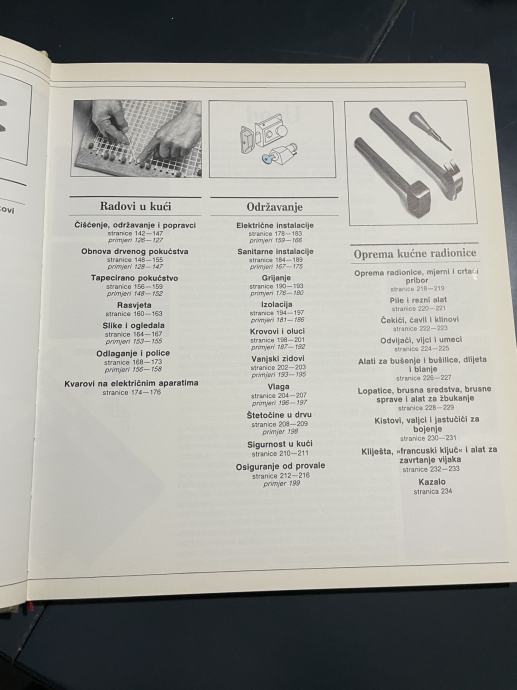 ovi
Radovi u kući
Čišćenje, održavanje i popravci
stranice 142—147
primjeri 126—127
Obnova drvenog pokućstva
stranice 148—155
primjeri 128—147
Tapecirano pokućstvo
stranice 156—159
primjeri 148—152
Rasvjeta
stranice 160—163
Slike i ogledala
stranice 164—167
primjeri 153—155
Odlaganje i police
stranice 168—173
primjeri 156—158
Kvarovi na električnim aparatima
stranice 174—176
Održavanje
Električne instalacije
stranice 178—183
primjeri 159—166
Sanitarne instalacije
stranice 184—189
primjeri 167—175
Grijanje
stranice 190—193
primjeri 176—180
Izolacija
stranice 194—197
primjeri 181—186
Krovovi i oluci
stranice 198—201
primjeri 187—192
Vanjski zidovi
stranice 202—203
primjeri 193—195
Vlaga
stranice 204—207
primjeri 196—197
Štetočine u drvu
stranice 208—209
primjer 198
Sigurnost u kući
stranice 210—211
Osiguranje od provale
stranice 212—216
primjer 199
Oprema kućne radionice
Oprema radionice, mjerni i crtaći
pribor
stranice 218—219
Pile i rezni alat
stranice 220—221
Čekići, čavli i klinovi
stranice 222—223
Odvijači, vijci i umeci
stranice 224—225
Alati za bušenje i bušilice, dlijeta
i blanje
stranice 226—227
Lopatice, brusna sredstva, brusne
sprave i alat za žbukanje
stranice 228—229
Kistovi, valjci i jastučići za
bojenje
stranice 230—231
Kliješta, »francuski ključ« i alat za
zavrtanje vijaka
stranice 232—233
Kazalo
stranica 234